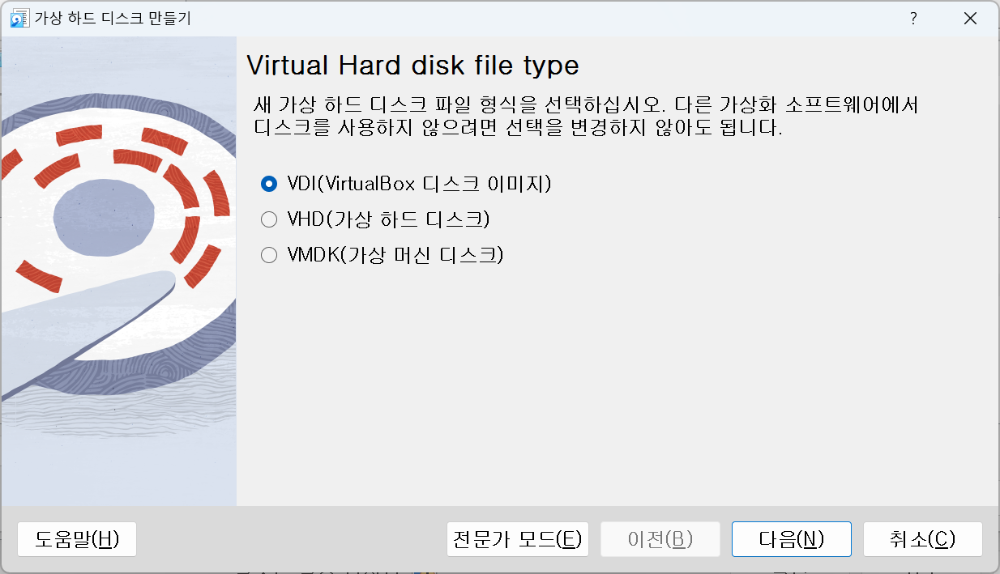 가상 하드 디스크 만들기
?
Virtual Hard disk file type
새 가상 하드 디스크 파일 형식을 선택하십시오. 다른 가상화 소프트웨어에서
디스크를 사용하지 않으려면 선택을 변경하지 않아도 됩니다.
VDI(VirtualBox 디스크 이미지)
VHD(가상 하드 디스크)
VMDK(가상 머신 디스크)
도움말(H) 전문가 모드(E) 이전(B) 다음(N) 취소(C)